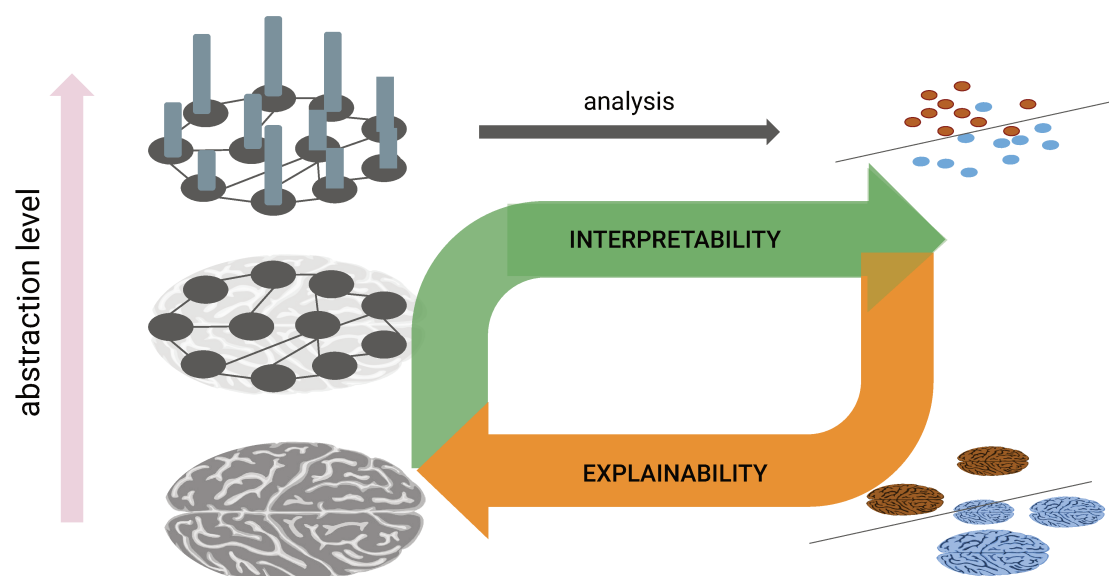 analysis
INTERPRETABILITY
abstraction level
EXPLAINABILITY